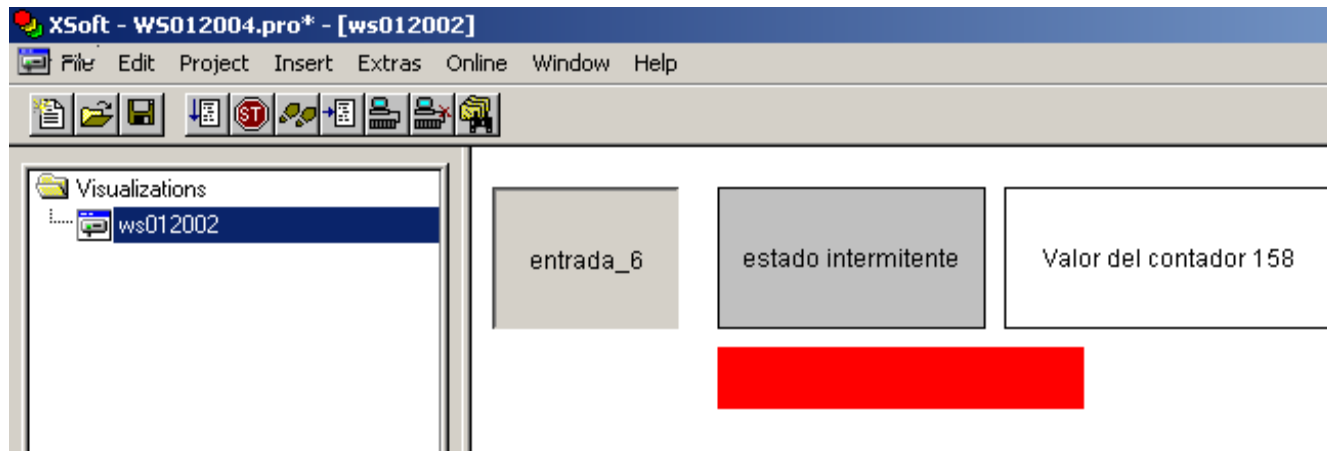 XSoft - WS012004.pro* - [ws012002]
File Edit Project Insert Extras Online Window Help
ST
Visualizations
ws012002
entrada_6
estado intermitente
Valor del contador 158